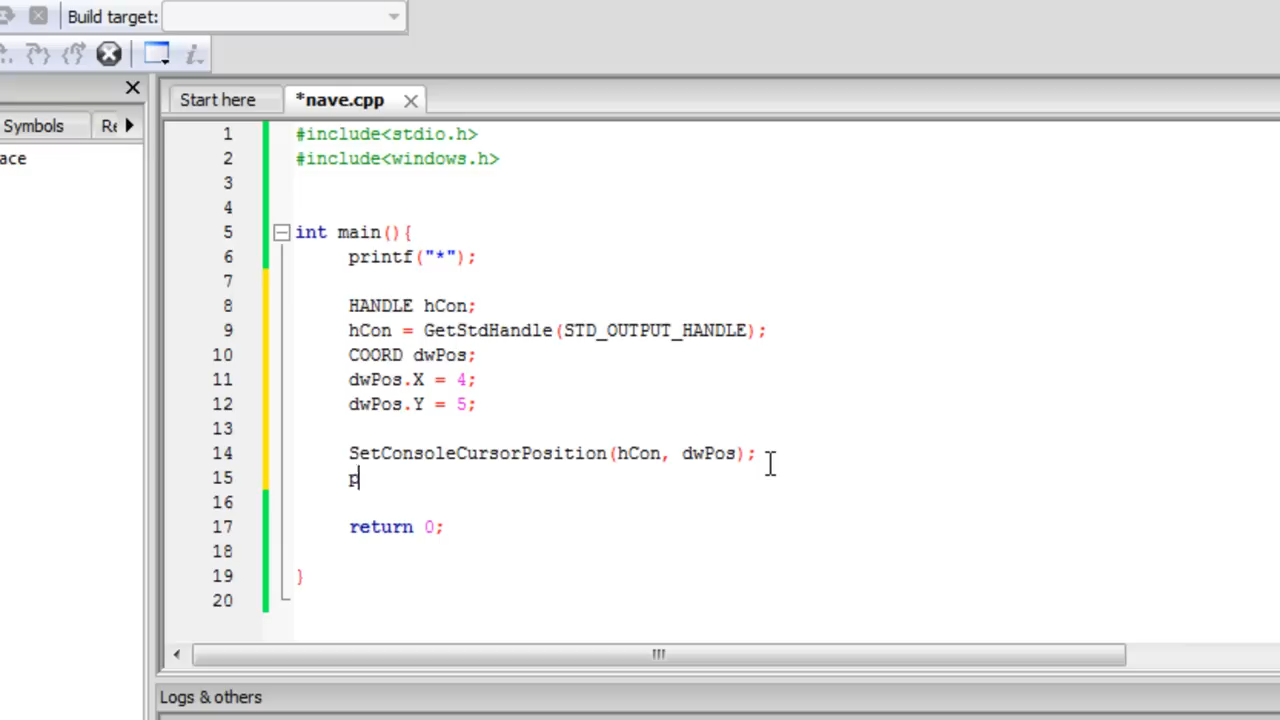 Build target:
Start here
*nave.cpp
Symbols
Re
ace
1 #include<stdio.h>
2 #include<windows.h>
3
4
5 int main(){
6 printf("*");
7
8 HANDLE hCon;
9 hCon = GetStdHandle(STD_OUTPUT_HANDLE);
10 COORD dwPos;
11 dwPos.X = 4;
12 dwPos.Y = 5;
13
14 SetConsoleCursorPosition(hCon, dwPos);
15 p
16
17 return 0;
18
19 }
20
Logs & others